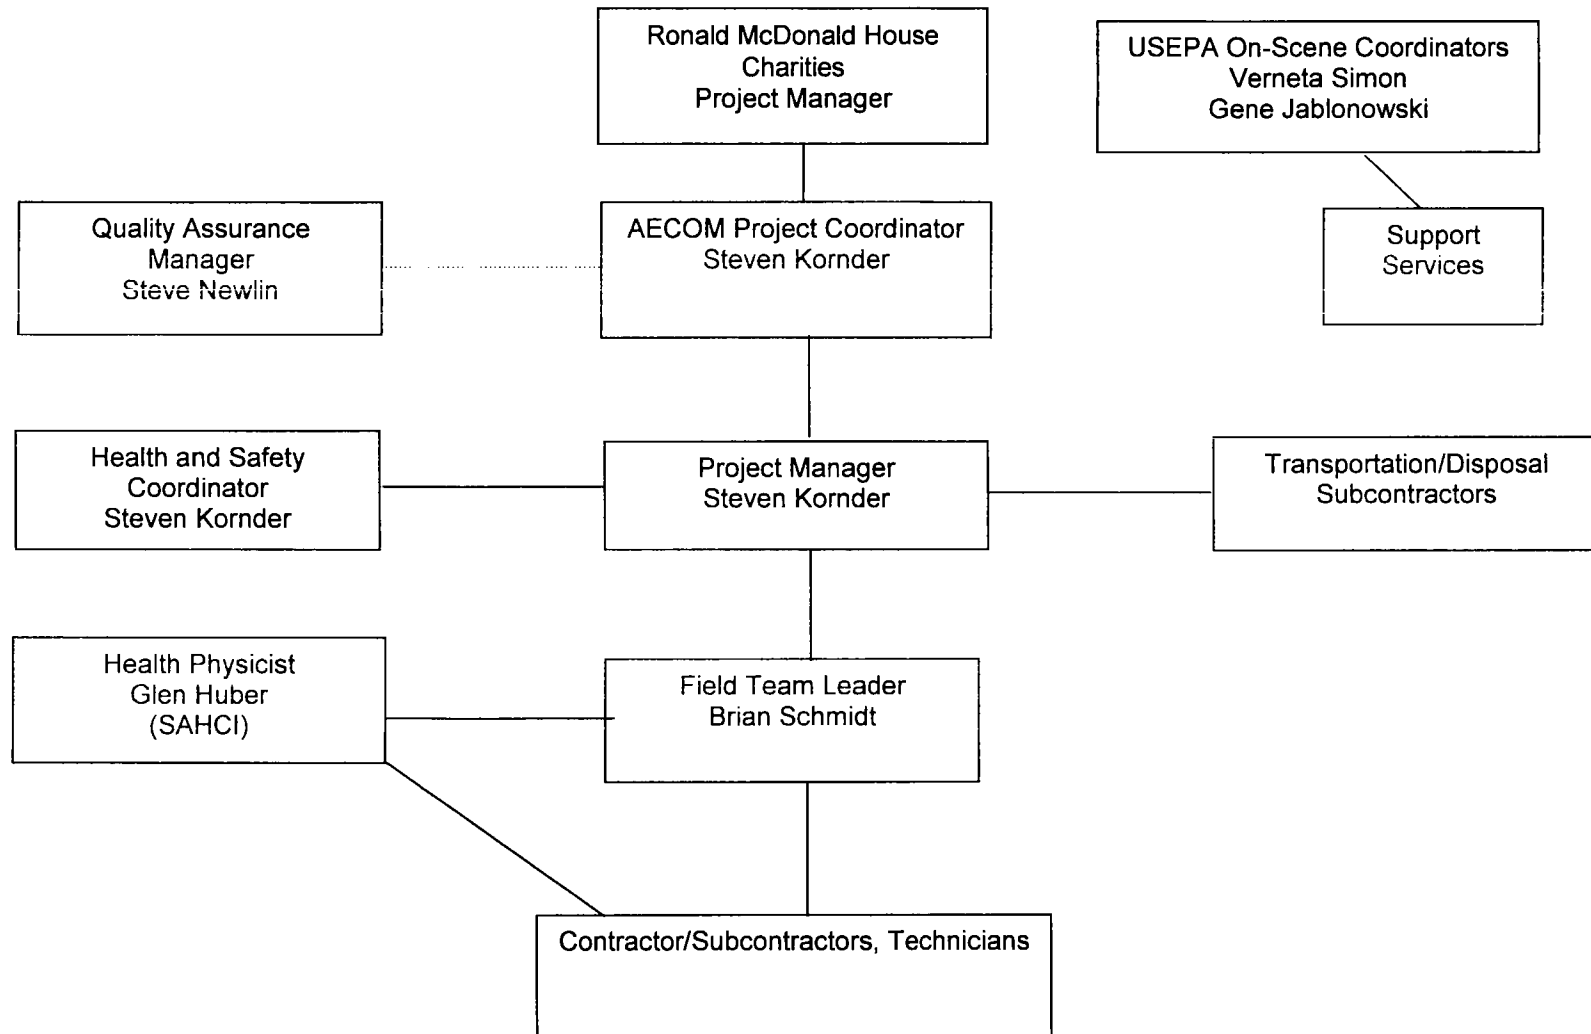 Ronald McDonald House
Charities
Project Manager
USEPA On-Scene Coordinators
Verneta Simon
Gene Jablonowski
Quality Assurance
Manager
Steve Newlin
AECOM Project Coordinator
Steven Kornder
Support
Services
Health and Safety
Coordinator
Steven Kornder
Project Manager
Steven Kornder
Transportation/Disposal
Subcontractors
Health Physicist
Glen Huber
(SAHCI)
Field Team Leader
Brian Schmidt
Contractor/Subcontractors, Technicians